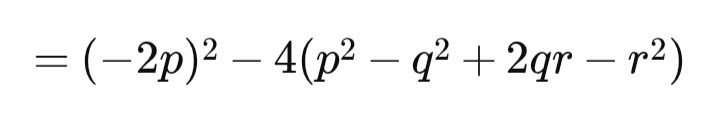 = (−2p)² − 4(p² − q² + 2qr − r²)